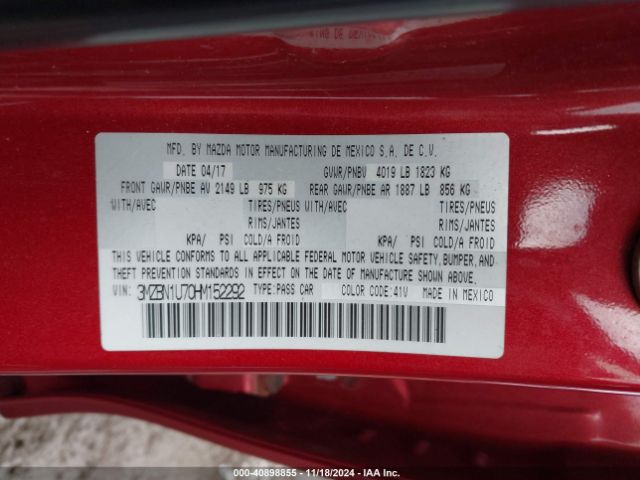 MFD. BY MAZDA MOTOR MANUFACTURING DE MEXICO S.A. DE C.V.
DATE 04/17 GVWR/PNBV 4019 LB 1823 KG
FRONT GAWR/PNBE AV 2149 LB 975 KG REAR GAWR/PNBE AR 1887 LB 856 KG
WITH/AVEC TIRES/PNEUS WITH/AVEC TIRES/PNEUS
RIMS/JANTES RIMS/JANTES
KPA/ PSI COLD/A FROID KPA/ PSI COLD/A FROID
THIS VEHICLE CONFORMS TO ALL APPLICABLE FEDERAL MOTOR VEHICLE SAFETY, BUMPER, AND
THEFT PREVENTION STANDARDS IN EFFECT ON THE DATE OF MANUFACTURE SHOWN ABOVE.
VIN: 3MZBN1U70HM152292 TYPE:PASS CAR COLOR CODE:41V MADE IN MEXICO
000-40898855 - 11/18/2024 - IAA Inc.